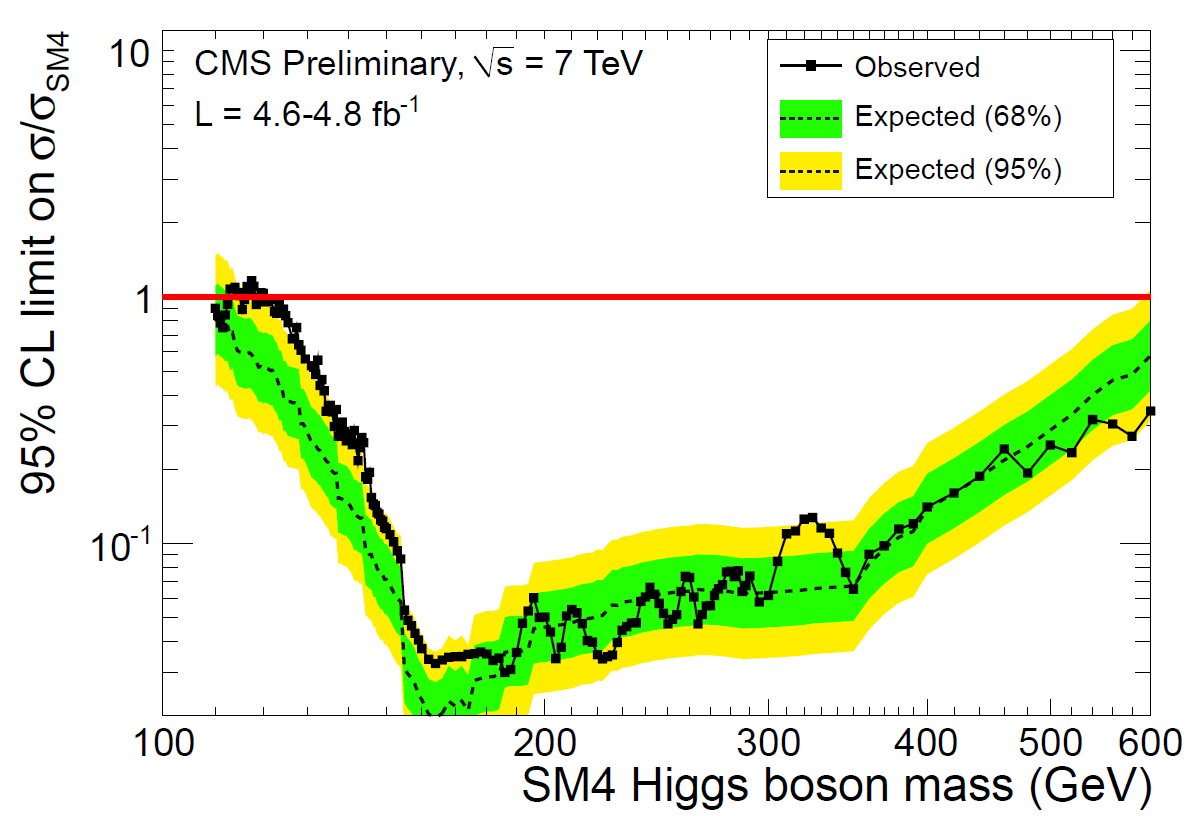 CMS Preliminary, √s = 7 TeV
L = 4.6-4.8 fb⁻¹
Observed
Expected (68%)
Expected (95%)
95% CL limit on σ/σSM4
10
1
10⁻¹
100 200 300 400 500 600
SM4 Higgs boson mass (GeV)